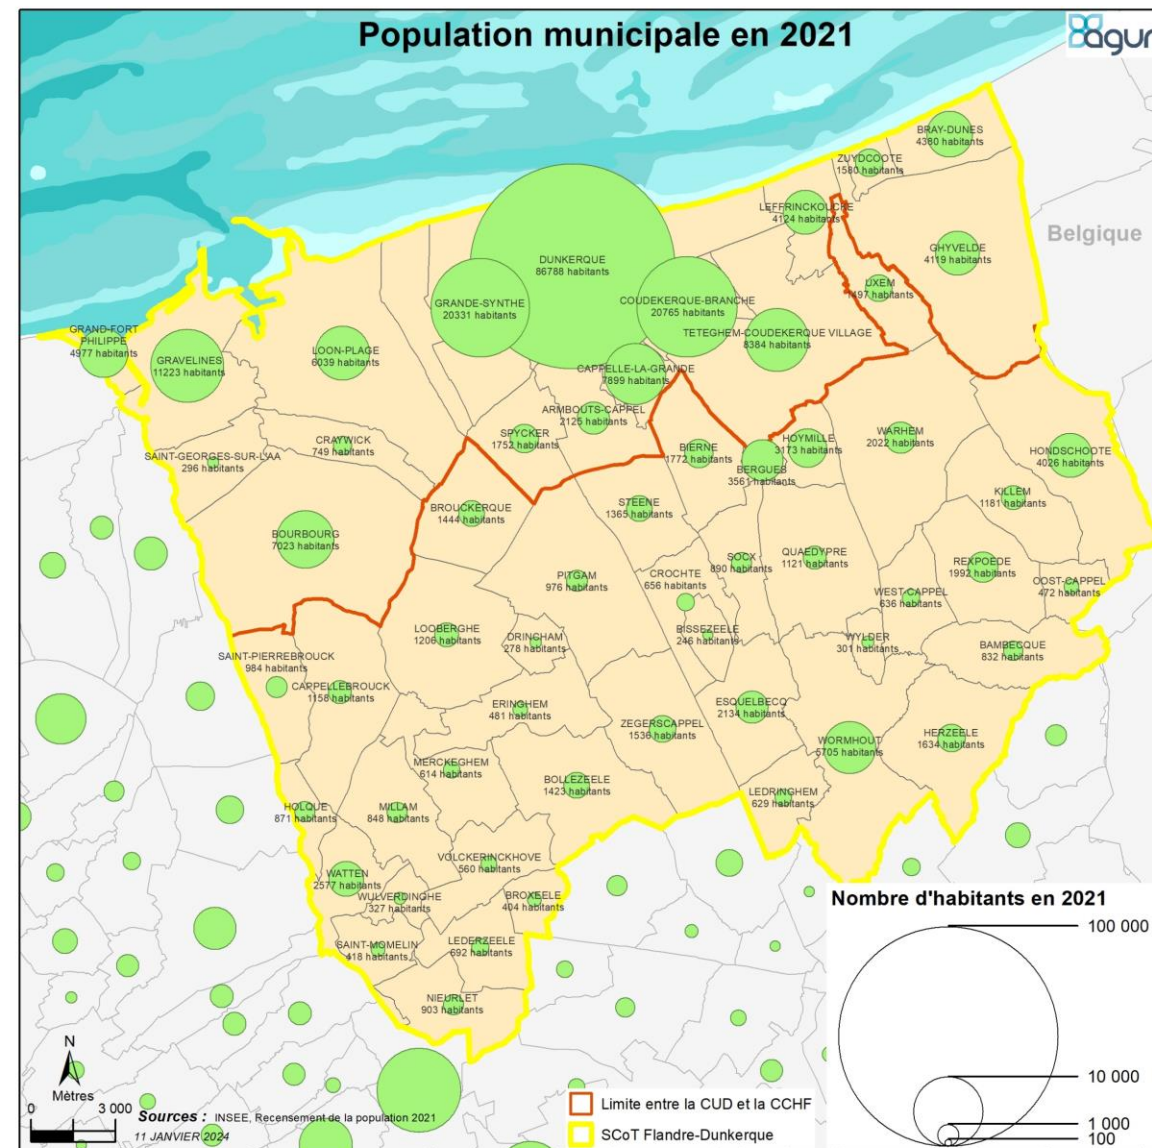 Population municipale en 2021
agur
BRAY-DUNES
4380 habitants
ZUYDCOOTE
1580 habitants
LEFFRINCKOUCKE
4124 habitants
Belgique
GHYVELDE
4119 habitants
DUNKERQUE
86788 habitants
UXEM
1497 habitants
GRANDE-SYNTHE
20331 habitants
COUDEKERQUE-BRANCHE
20765 habitants
TETEGHEM-COUDEKERQUE VILLAGE
8384 habitants
GRAND-FORT
PHILIPPE
4977 habitants
GRAVELINES
11223 habitants
LOON-PLAGE
6039 habitants
CAPPELLE-LA-GRANDE
7899 habitants
ARMBOUTS-CAPPEL
2125 habitants
SPYCKER
1752 habitants
CRAYWICK
749 habitants
SAINT-GEORGES-SUR-L'AA
296 habitants
BIERNE
1772 habitants
HOYMILLE
3173 habitants
BERGUES
3561 habitants
WARHEM
2022 habitants
HONDSCHOOTE
4026 habitants
KILLEM
1181 habitants
BROUCKERQUE
1444 habitants
STEENE
1365 habitants
BOURBOURG
7023 habitants
SOCX
890 habitants
QUAEDYPRE
1121 habitants
REXPOËDE
1992 habitants
PITGAM
976 habitants
CROCHTE
656 habitants
WEST-CAPPEL
636 habitants
OOST-CAPPEL
472 habitants
LOOBERGHE
1206 habitants
DRINCHAM
278 habitants
BISSEZEELE
246 habitants
WYLDER
301 habitants
BAMBECQUE
832 habitants
SAINT-PIERREBROUCK
984 habitants
CAPPELLEBROUCK
1158 habitants
ERINGHEM
481 habitants
ESQUELBECQ
2134 habitants
ZEGERSCAPPEL
1536 habitants
WORMHOUT
5705 habitants
HERZEELE
1634 habitants
MERCKEGHEM
614 habitants
BOLLEZEELE
1423 habitants
LEDRINGHEM
629 habitants
HOLQUE
871 habitants
MILLAM
848 habitants
VOLCKERINCKHOVE
560 habitants
WATTEN
2577 habitants
WULVERDINGHE
327 habitants
BROXEELE
404 habitants
SAINT-MOMELIN
418 habitants
LEDERZEELE
692 habitants
NIEURLET
903 habitants
Nombre d'habitants en 2021
100 000
10 000
1 000
100
N
Mètres
0 3 000
Sources : INSEE, Recensement de la population 2021
11 JANVIER 2024
Limite entre la CUD et la CCHF
SCoT Flandre-Dunkerque